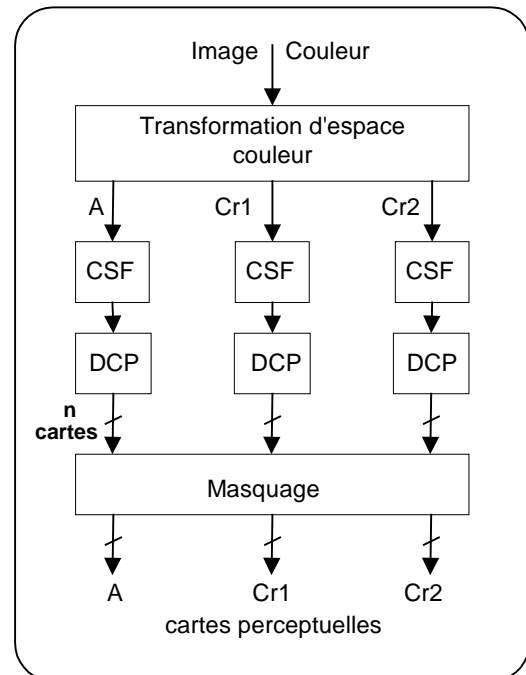 Image Couleur
Transformation d'espace
couleur
A Cr1 Cr2
CSF CSF CSF
DCP DCP DCP
n
cartes
Masquage
A Cr1 Cr2
cartes perceptuelles